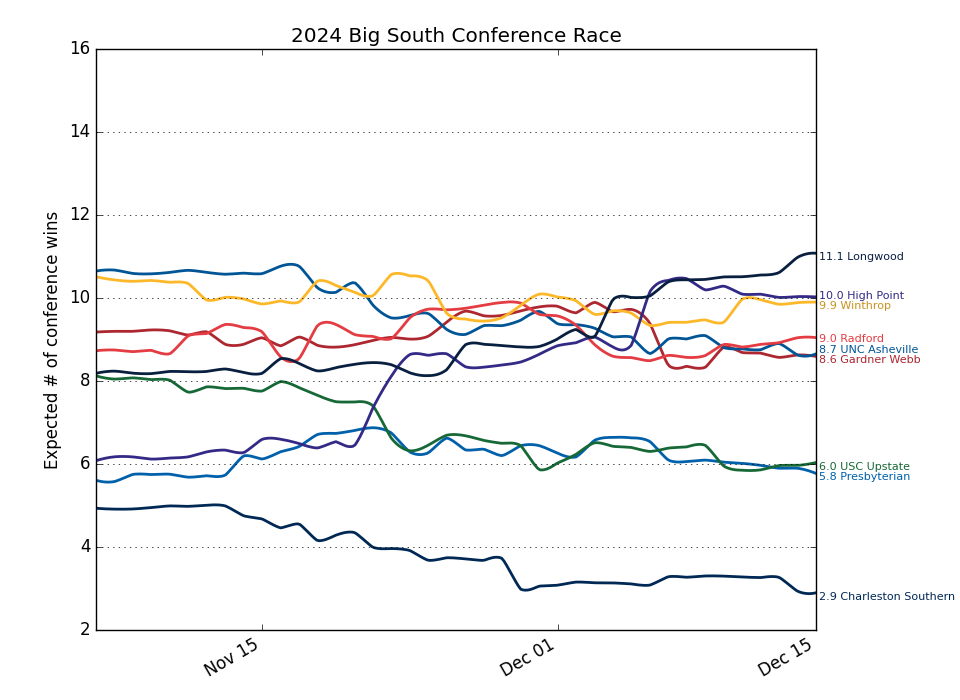 2024 Big South Conference Race
Expected # of conference wins
16
14
12
10
8
6
4
2
Nov 15
Dec 01
Dec 15
11.1 Longwood
10.0 High Point
9.9 Winthrop
9.0 Radford
8.7 UNC Asheville
8.6 Gardner Webb
6.0 USC Upstate
5.8 Presbyterian
2.9 Charleston Southern